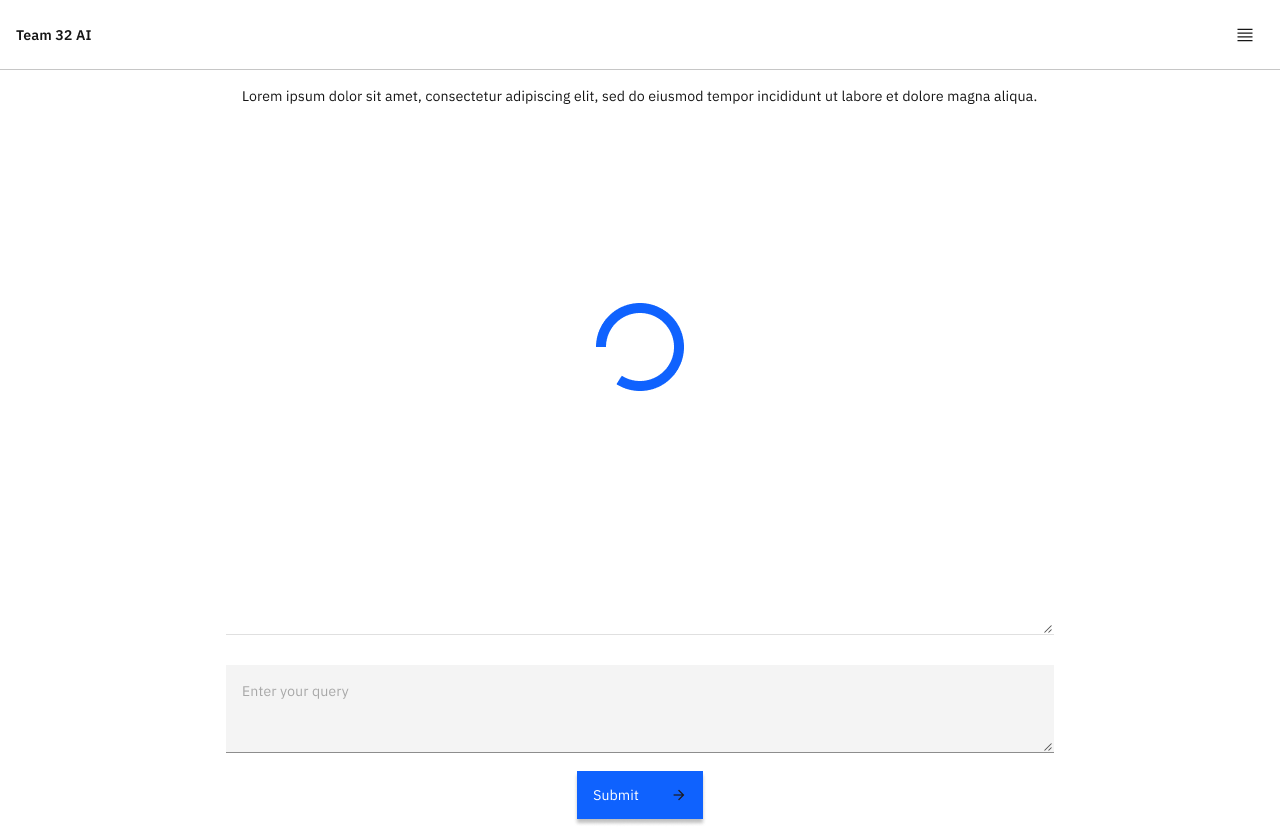 Team 32 AI
Lorem ipsum dolor sit amet, consectetur adipiscing elit, sed do eiusmod tempor incididunt ut labore et dolore magna aliqua.
Enter your query
Submit